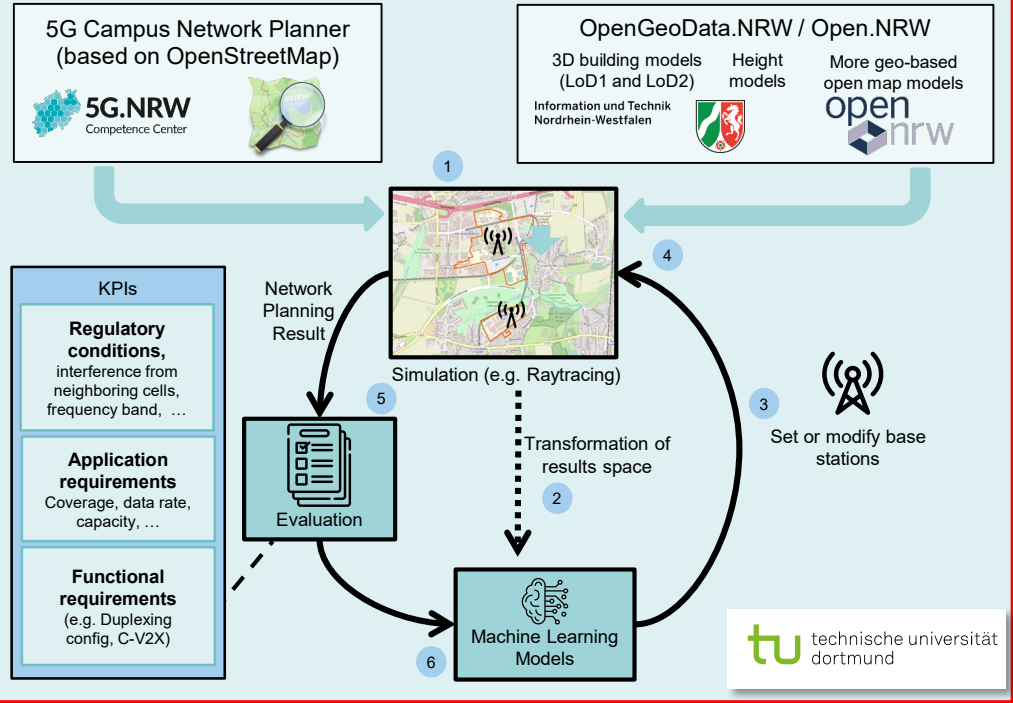 5G Campus Network Planner
(based on OpenStreetMap)
5G.NRW
Competence Center
OpenGeoData.NRW / Open.NRW
3D building models
(LoD1 and LoD2)
Height
models
More geo-based
open map models
Information und Technik
Nordrhein-Westfalen
open
nrw
1
4
Network
Planning
Result
Simulation (e.g. Raytracing)
KPIs
Regulatory
conditions,
interference from
neighboring cells,
frequency band, …
Application
requirements
Coverage, data rate,
capacity, …
Functional
requirements
(e.g. Duplexing
config, C-V2X)
5
Evaluation
Transformation of
results space
2
3
Set or modify base
stations
Machine Learning
Models
6
tu technische universität
dortmund